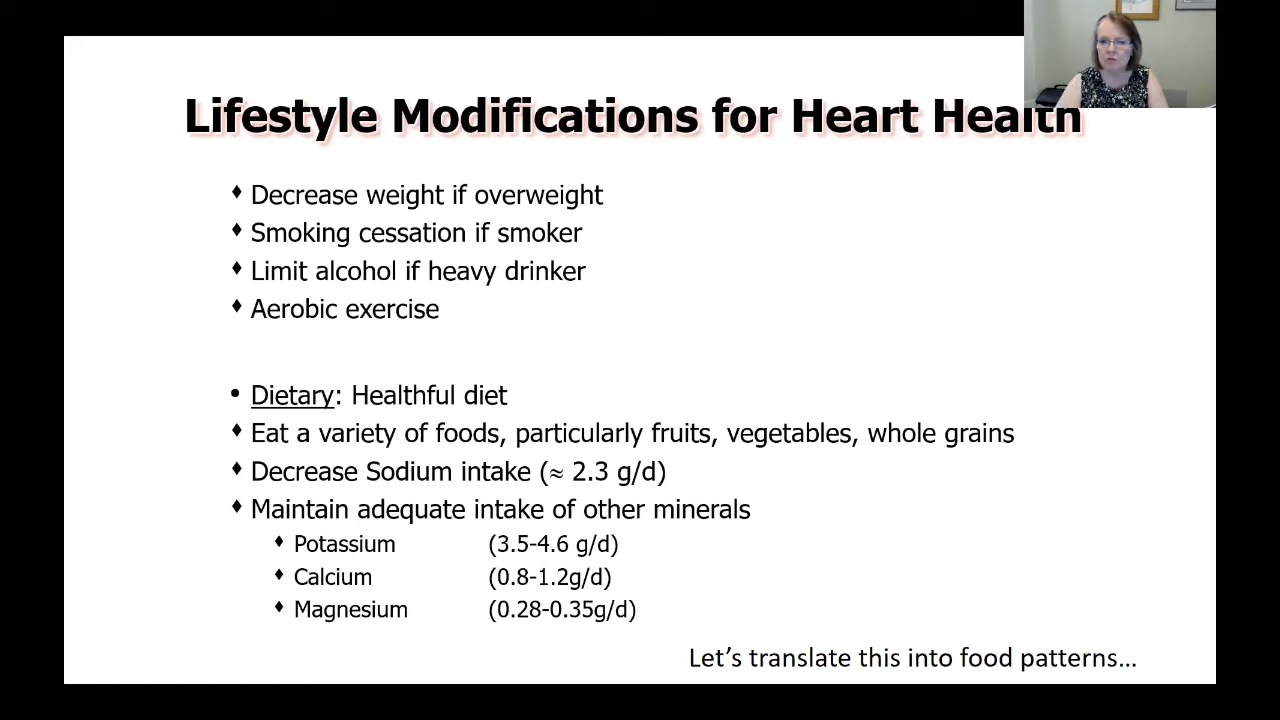 Lifestyle Modifications for Heart Health
♦ Decrease weight if overweight
♦ Smoking cessation if smoker
♦ Limit alcohol if heavy drinker
♦ Aerobic exercise
• Dietary: Healthful diet
♦ Eat a variety of foods, particularly fruits, vegetables, whole grains
♦ Decrease Sodium intake (≈ 2.3 g/d)
♦ Maintain adequate intake of other minerals
♦ Potassium (3.5-4.6 g/d)
♦ Calcium (0.8-1.2g/d)
♦ Magnesium (0.28-0.35g/d)
Let's translate this into food patterns...